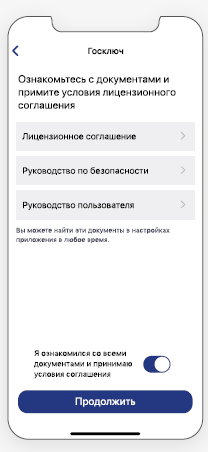 Госключ
Ознакомьтесь с документами и
примите условия лицензионного
соглашения
Лицензионное соглашение
Руководство по безопасности
Руководство пользователя
Вы можете найти эти документы в настройках
приложения в любое время.
Я ознакомился со всеми
документами и принимаю
условия соглашения
Продолжить